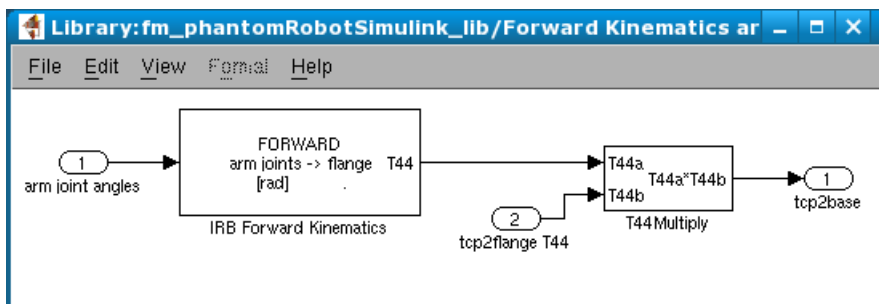 Library:fm_phantomRobotSimulink_lib/Forward Kinematics ar
File Edit View Format Help
1
arm joint angles
FORWARD
arm joints -> flange T44
[rad] .
IRB Forward Kinematics
2
tcp2flange T44
T44a
T44a*T44b
T44b
T44Multiply
1
tcp2base